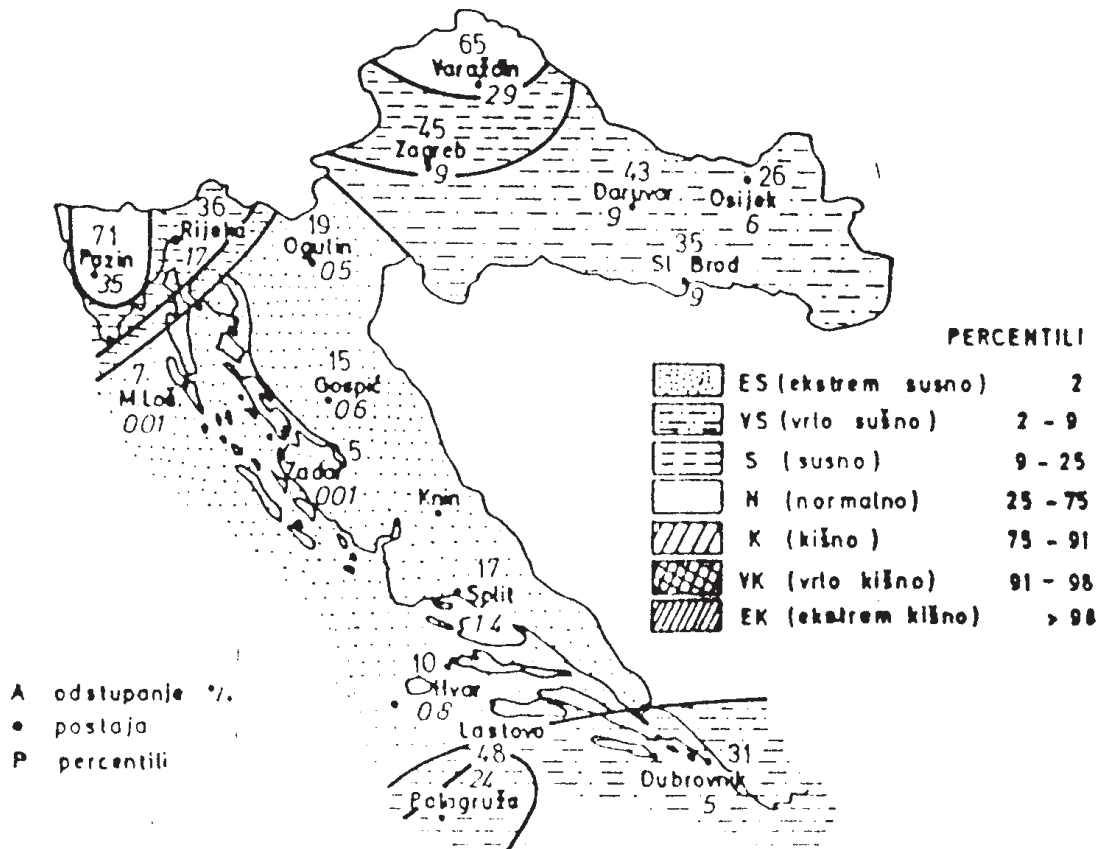 65
Varaždin
29
45
Zagreb
9
43
Daruvar
9
26
Osijek
6
35
Sl. Brod
9
36
Rijeka
17
71
Pazin
35
19
Ogulin
05
7
M Loš.
001
15
Gospić
06
5
Zadar
001
Knin
17
Split
14
10
Hvar
08
Lastovo
48
24
Palagruža
31
Dubrovnik
5
PERCENTILI
ES (ekstrem susno) 2
VS (vrlo sušno) 2 - 9
S (susno) 9 - 25
N (normalno) 25 - 75
K (kišno) 75 - 91
VK (vrlo kišno) 91 - 98
EK (ekstrem kišno) > 98
A odstupanje %.
• postaja
P percentili